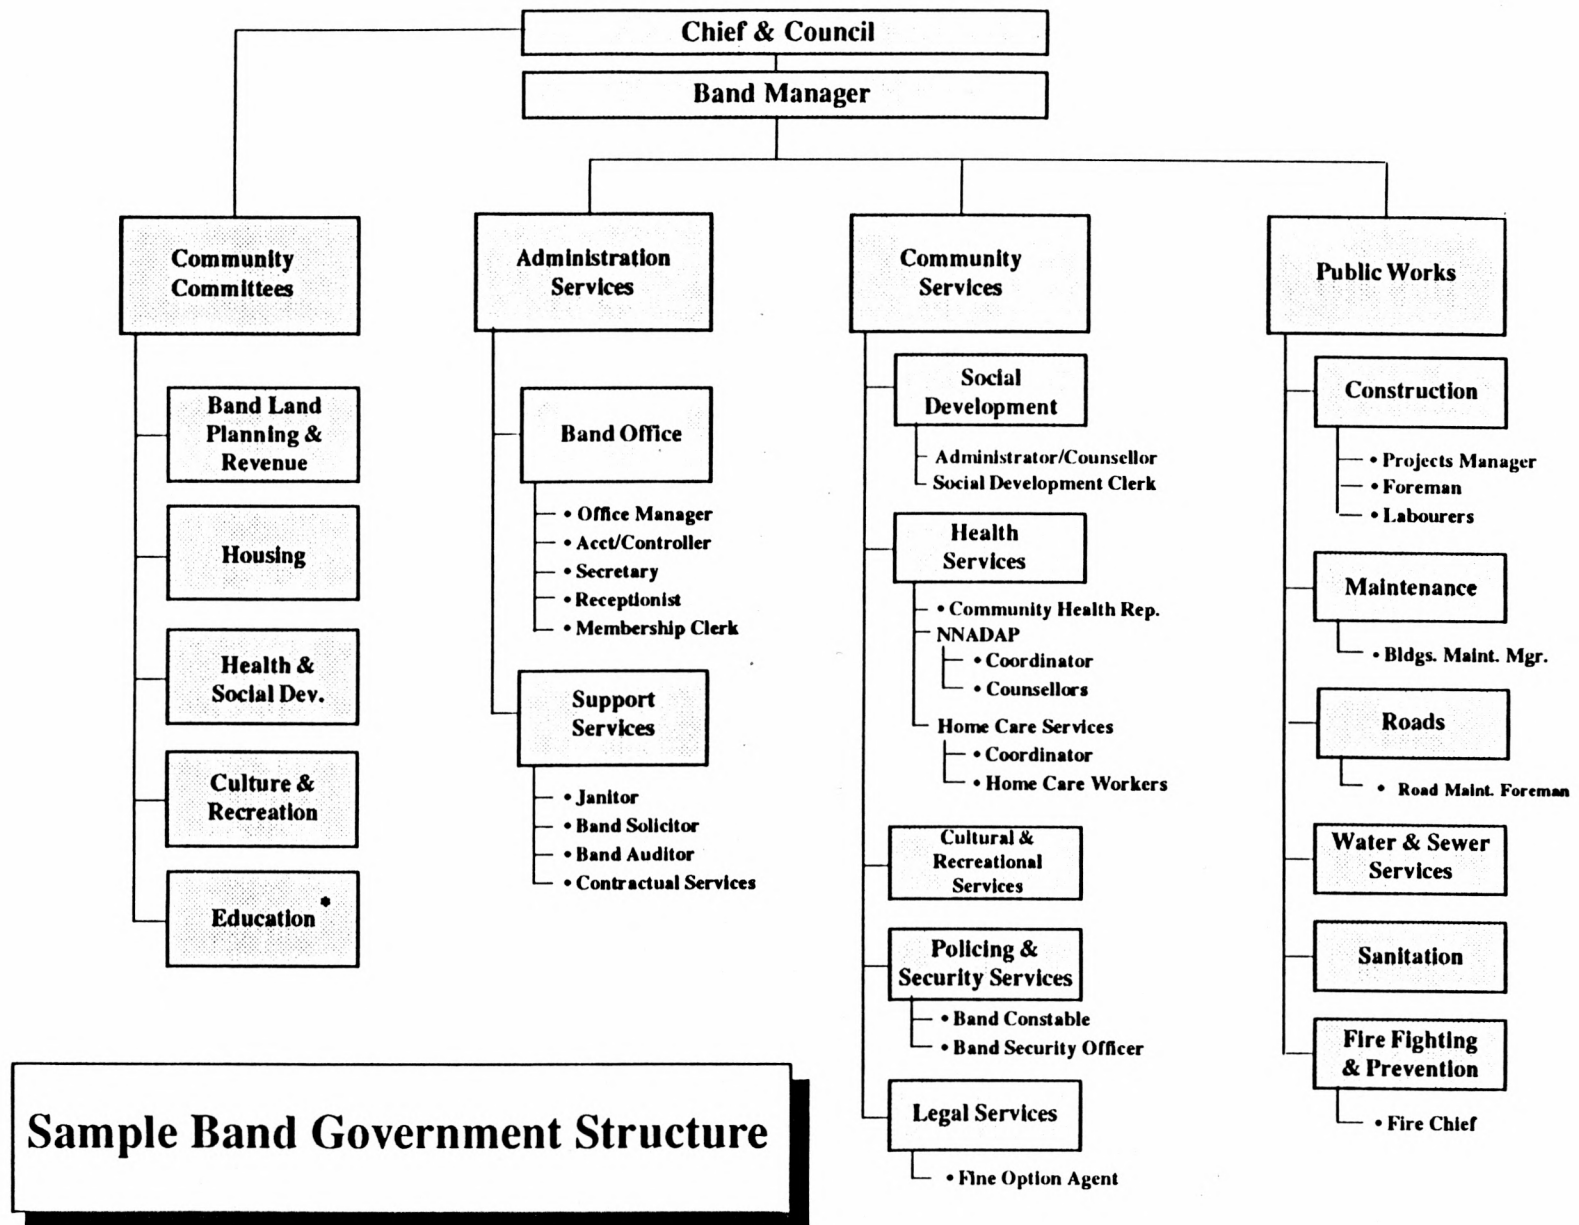 Chief & Council
Band Manager
Community
Committees
Band Land
Planning &
Revenue
Housing
Health &
Social Dev.
Culture &
Recreation
Education *
Administration
Services
Band Office
• Office Manager
• Acct/Controller
• Secretary
• Receptionist
• Membership Clerk
Support
Services
• Janitor
• Band Solicitor
• Band Auditor
• Contractual Services
Community
Services
Social
Development
Administrator/Counsellor
Social Development Clerk
Health
Services
• Community Health Rep.
NNADAP
• Coordinator
• Counsellors
Home Care Services
• Coordinator
• Home Care Workers
Cultural &
Recreational
Services
Policing &
Security Services
• Band Constable
• Band Security Officer
Legal Services
• Fine Option Agent
Public Works
Construction
• Projects Manager
• Foreman
• Labourers
Maintenance
• Bldgs. Maint. Mgr.
Roads
• Road Maint. Foreman
Water & Sewer
Services
Sanitation
Fire Fighting
& Prevention
• Fire Chief
Sample Band Government Structure